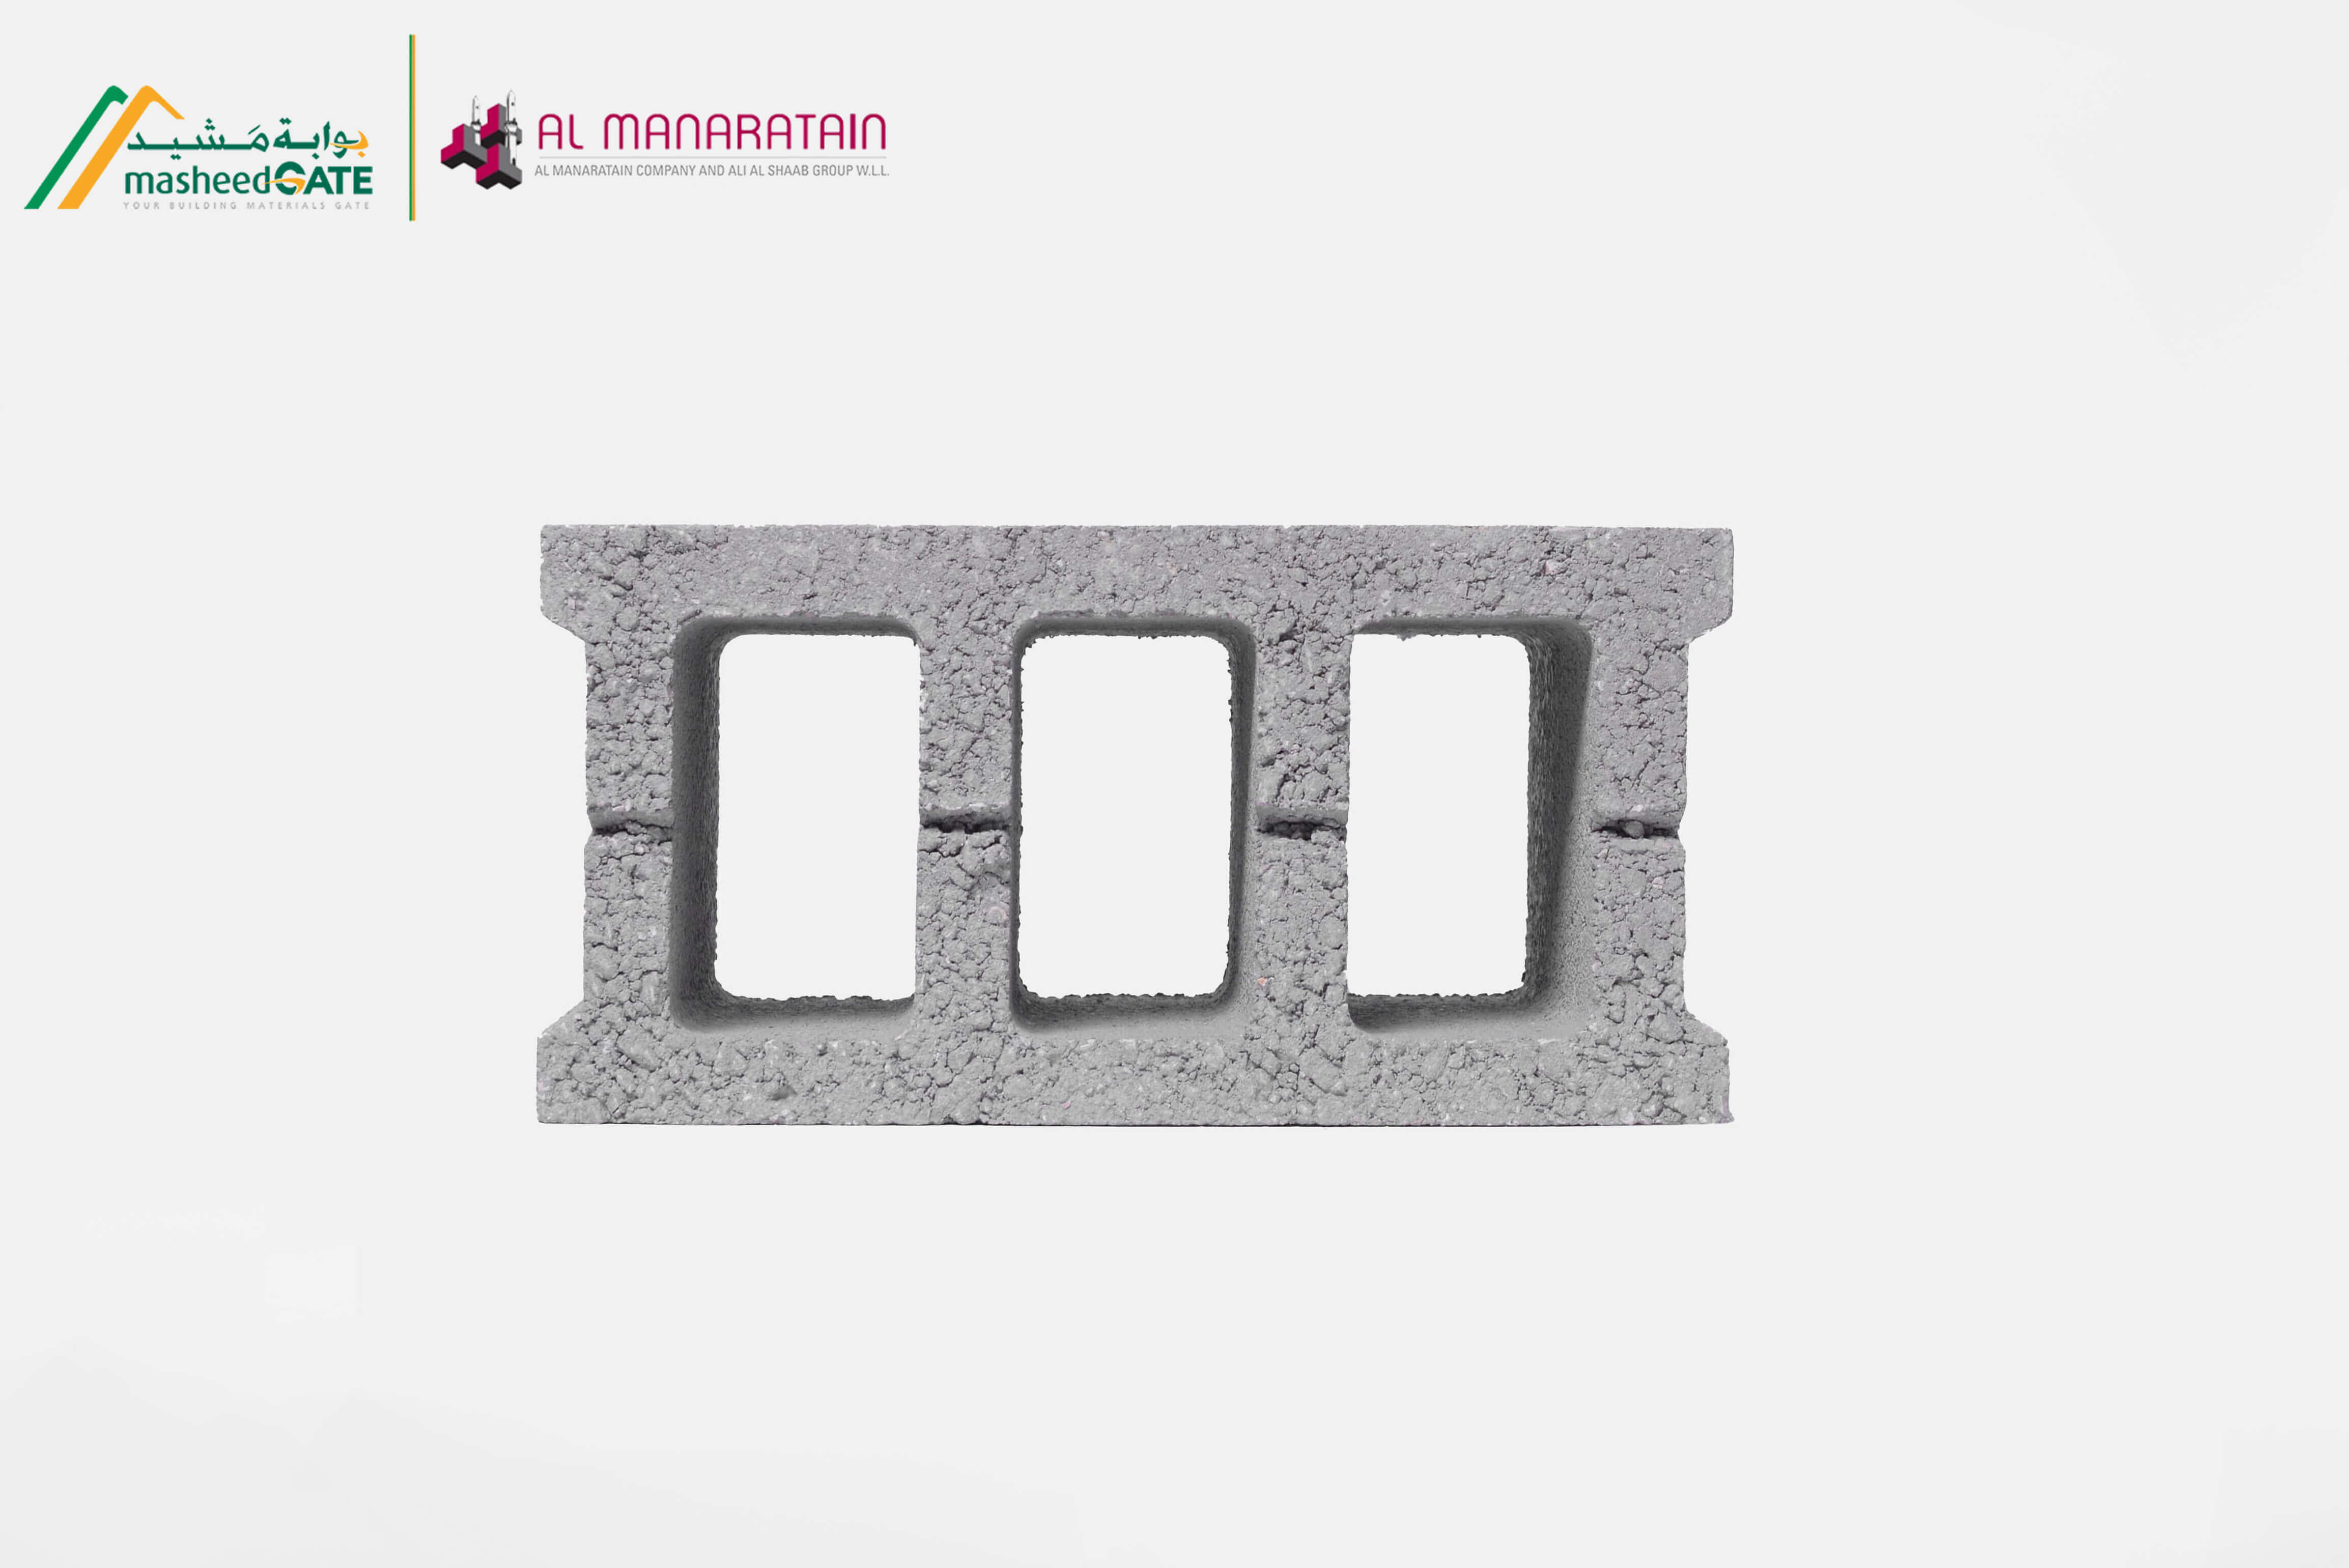 بوابة مَشيد
masheedGATE
YOUR BUILDING MATERIALS GATE
AL MANARATAIN
AL MANARATAIN COMPANY AND ALI AL SHAAB GROUP W.L.L.